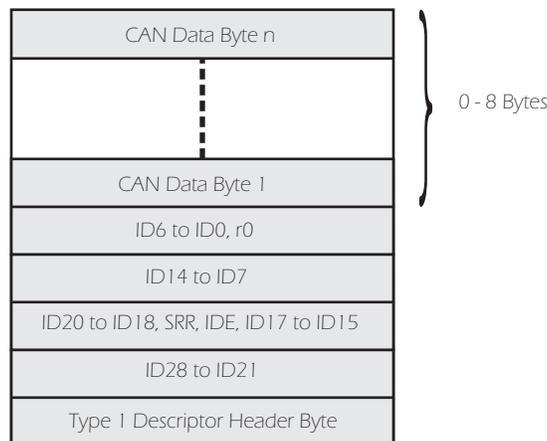 CAN Data Byte n
0 - 8 Bytes
CAN Data Byte 1
ID6 to ID0, r0
ID14 to ID7
ID20 to ID18, SRR, IDE, ID17 to ID15
ID28 to ID21
Type 1 Descriptor Header Byte